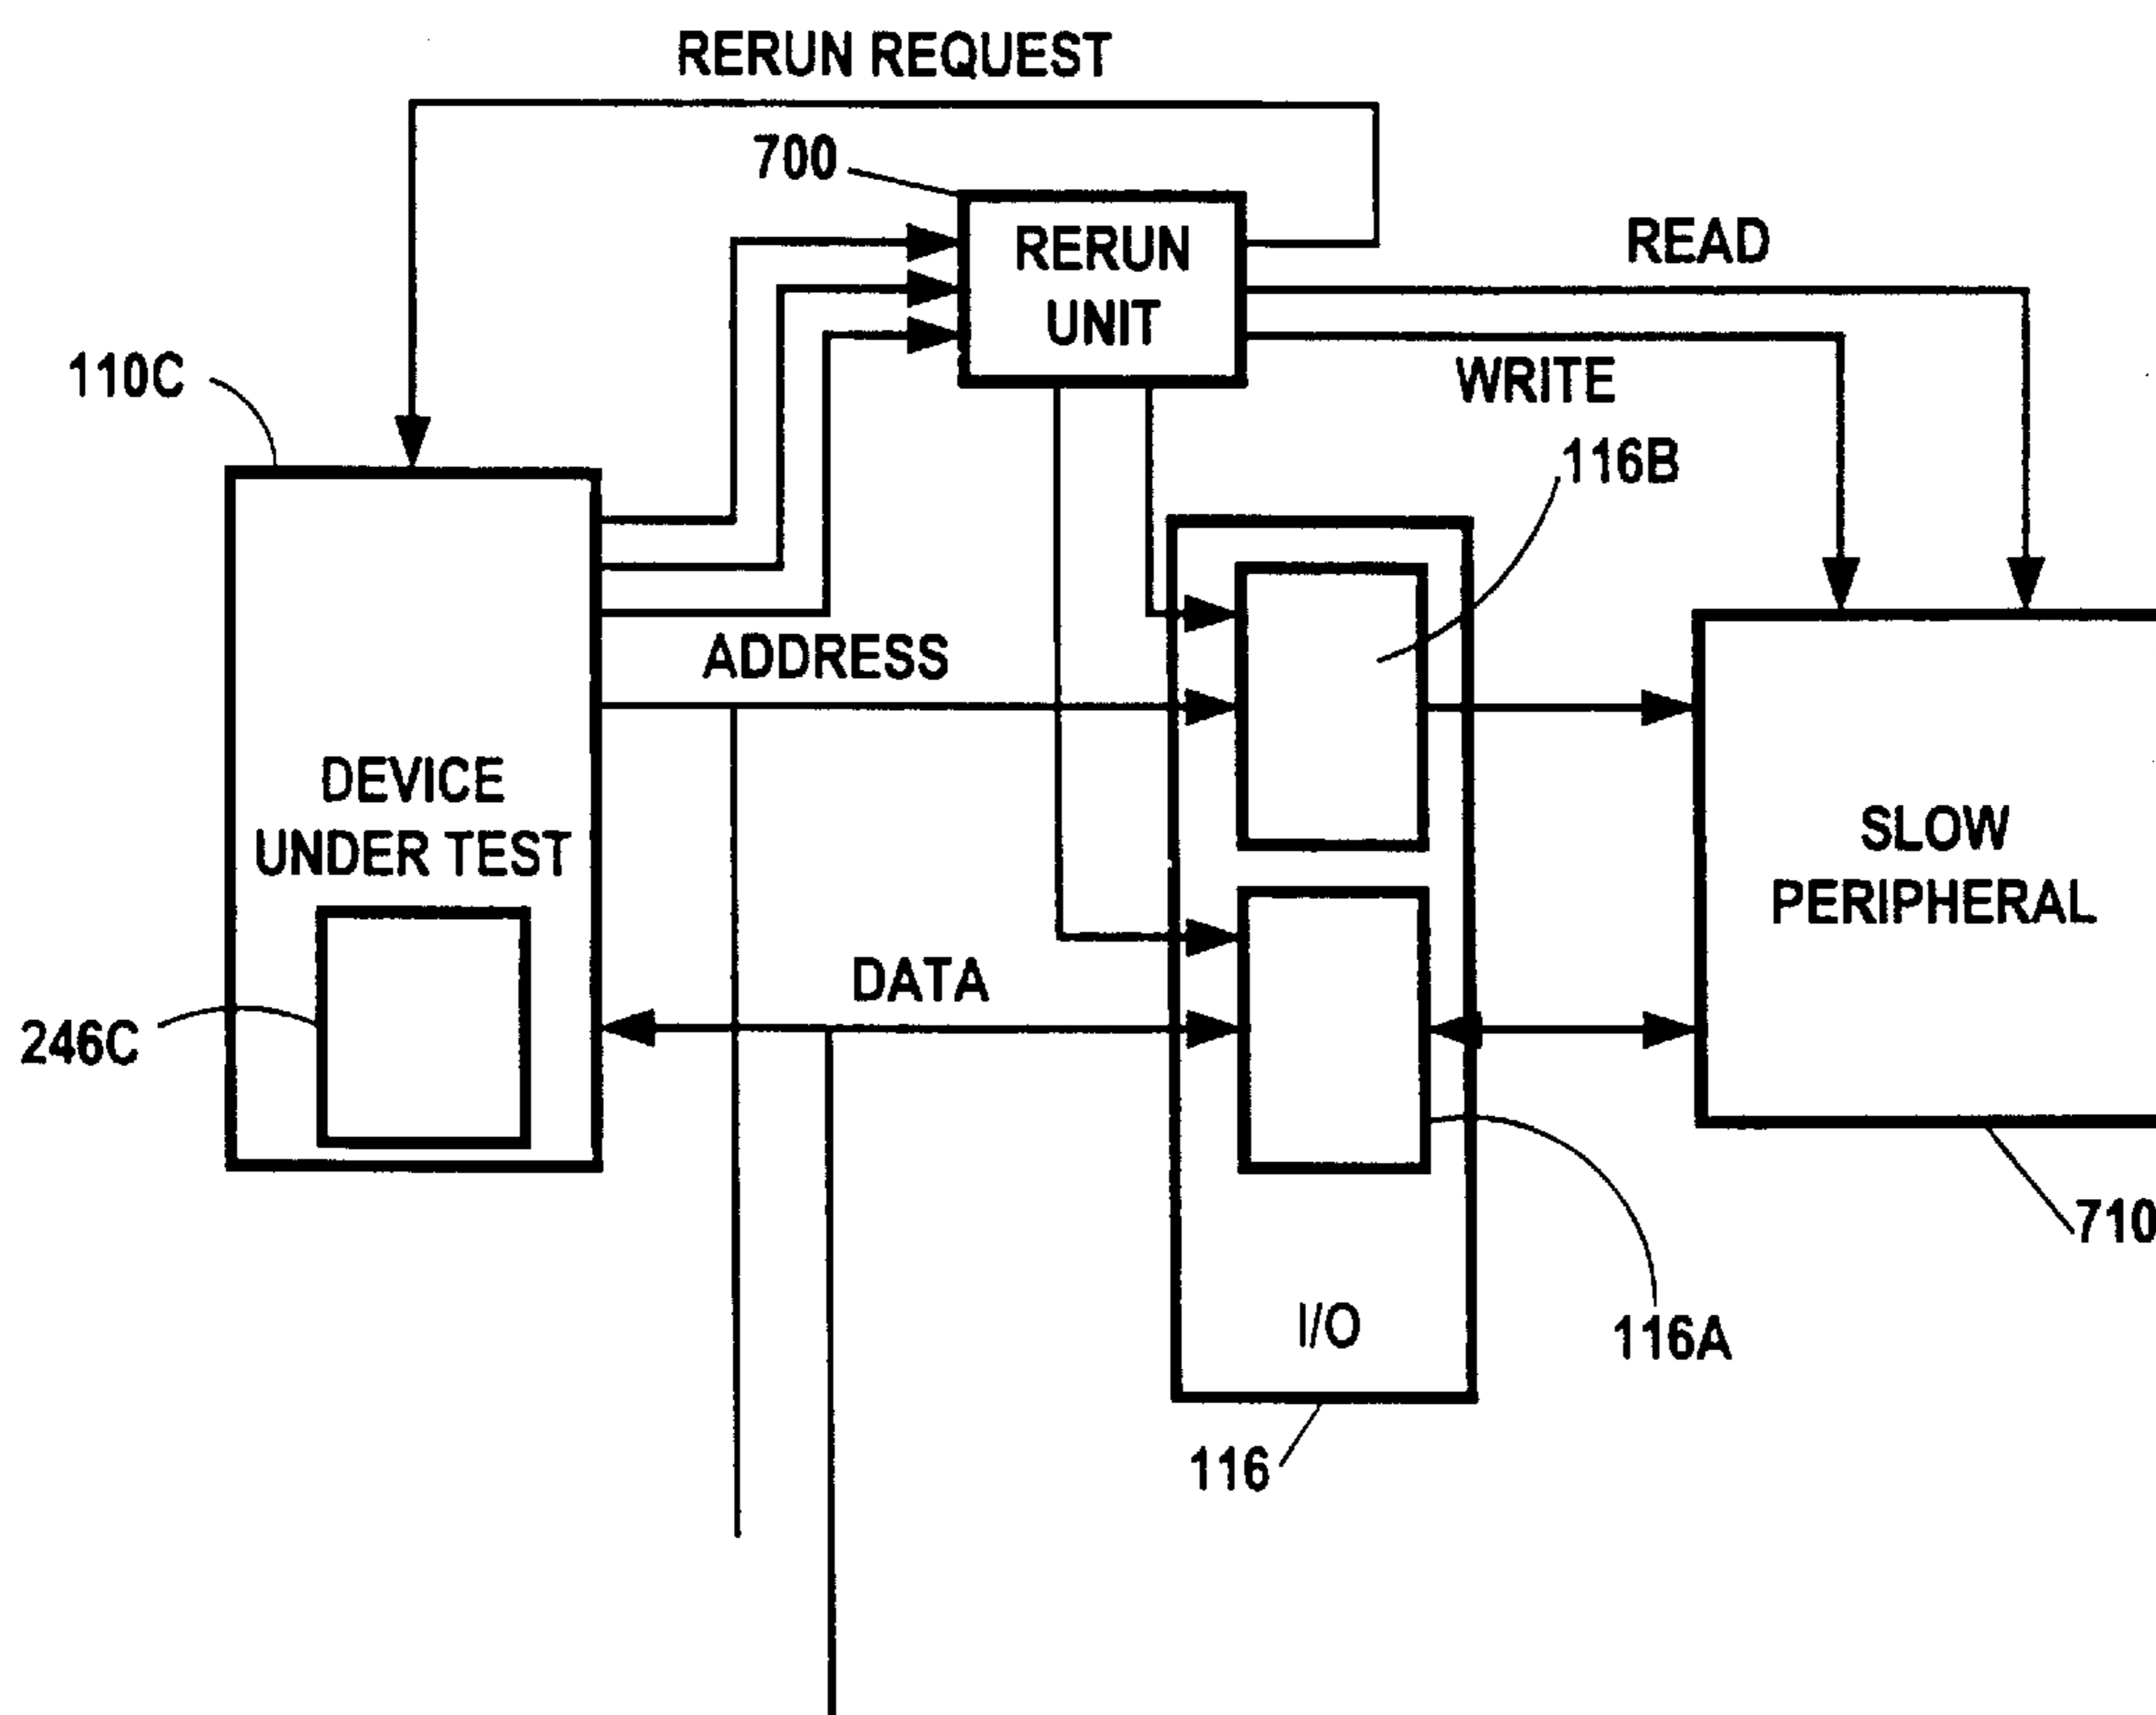 RERUN REQUEST
700
RERUN
UNIT
READ
WRITE
110C
116B
ADDRESS
DEVICE
UNDER TEST
SLOW
PERIPHERAL
DATA
246C
710
I/O
116A
116